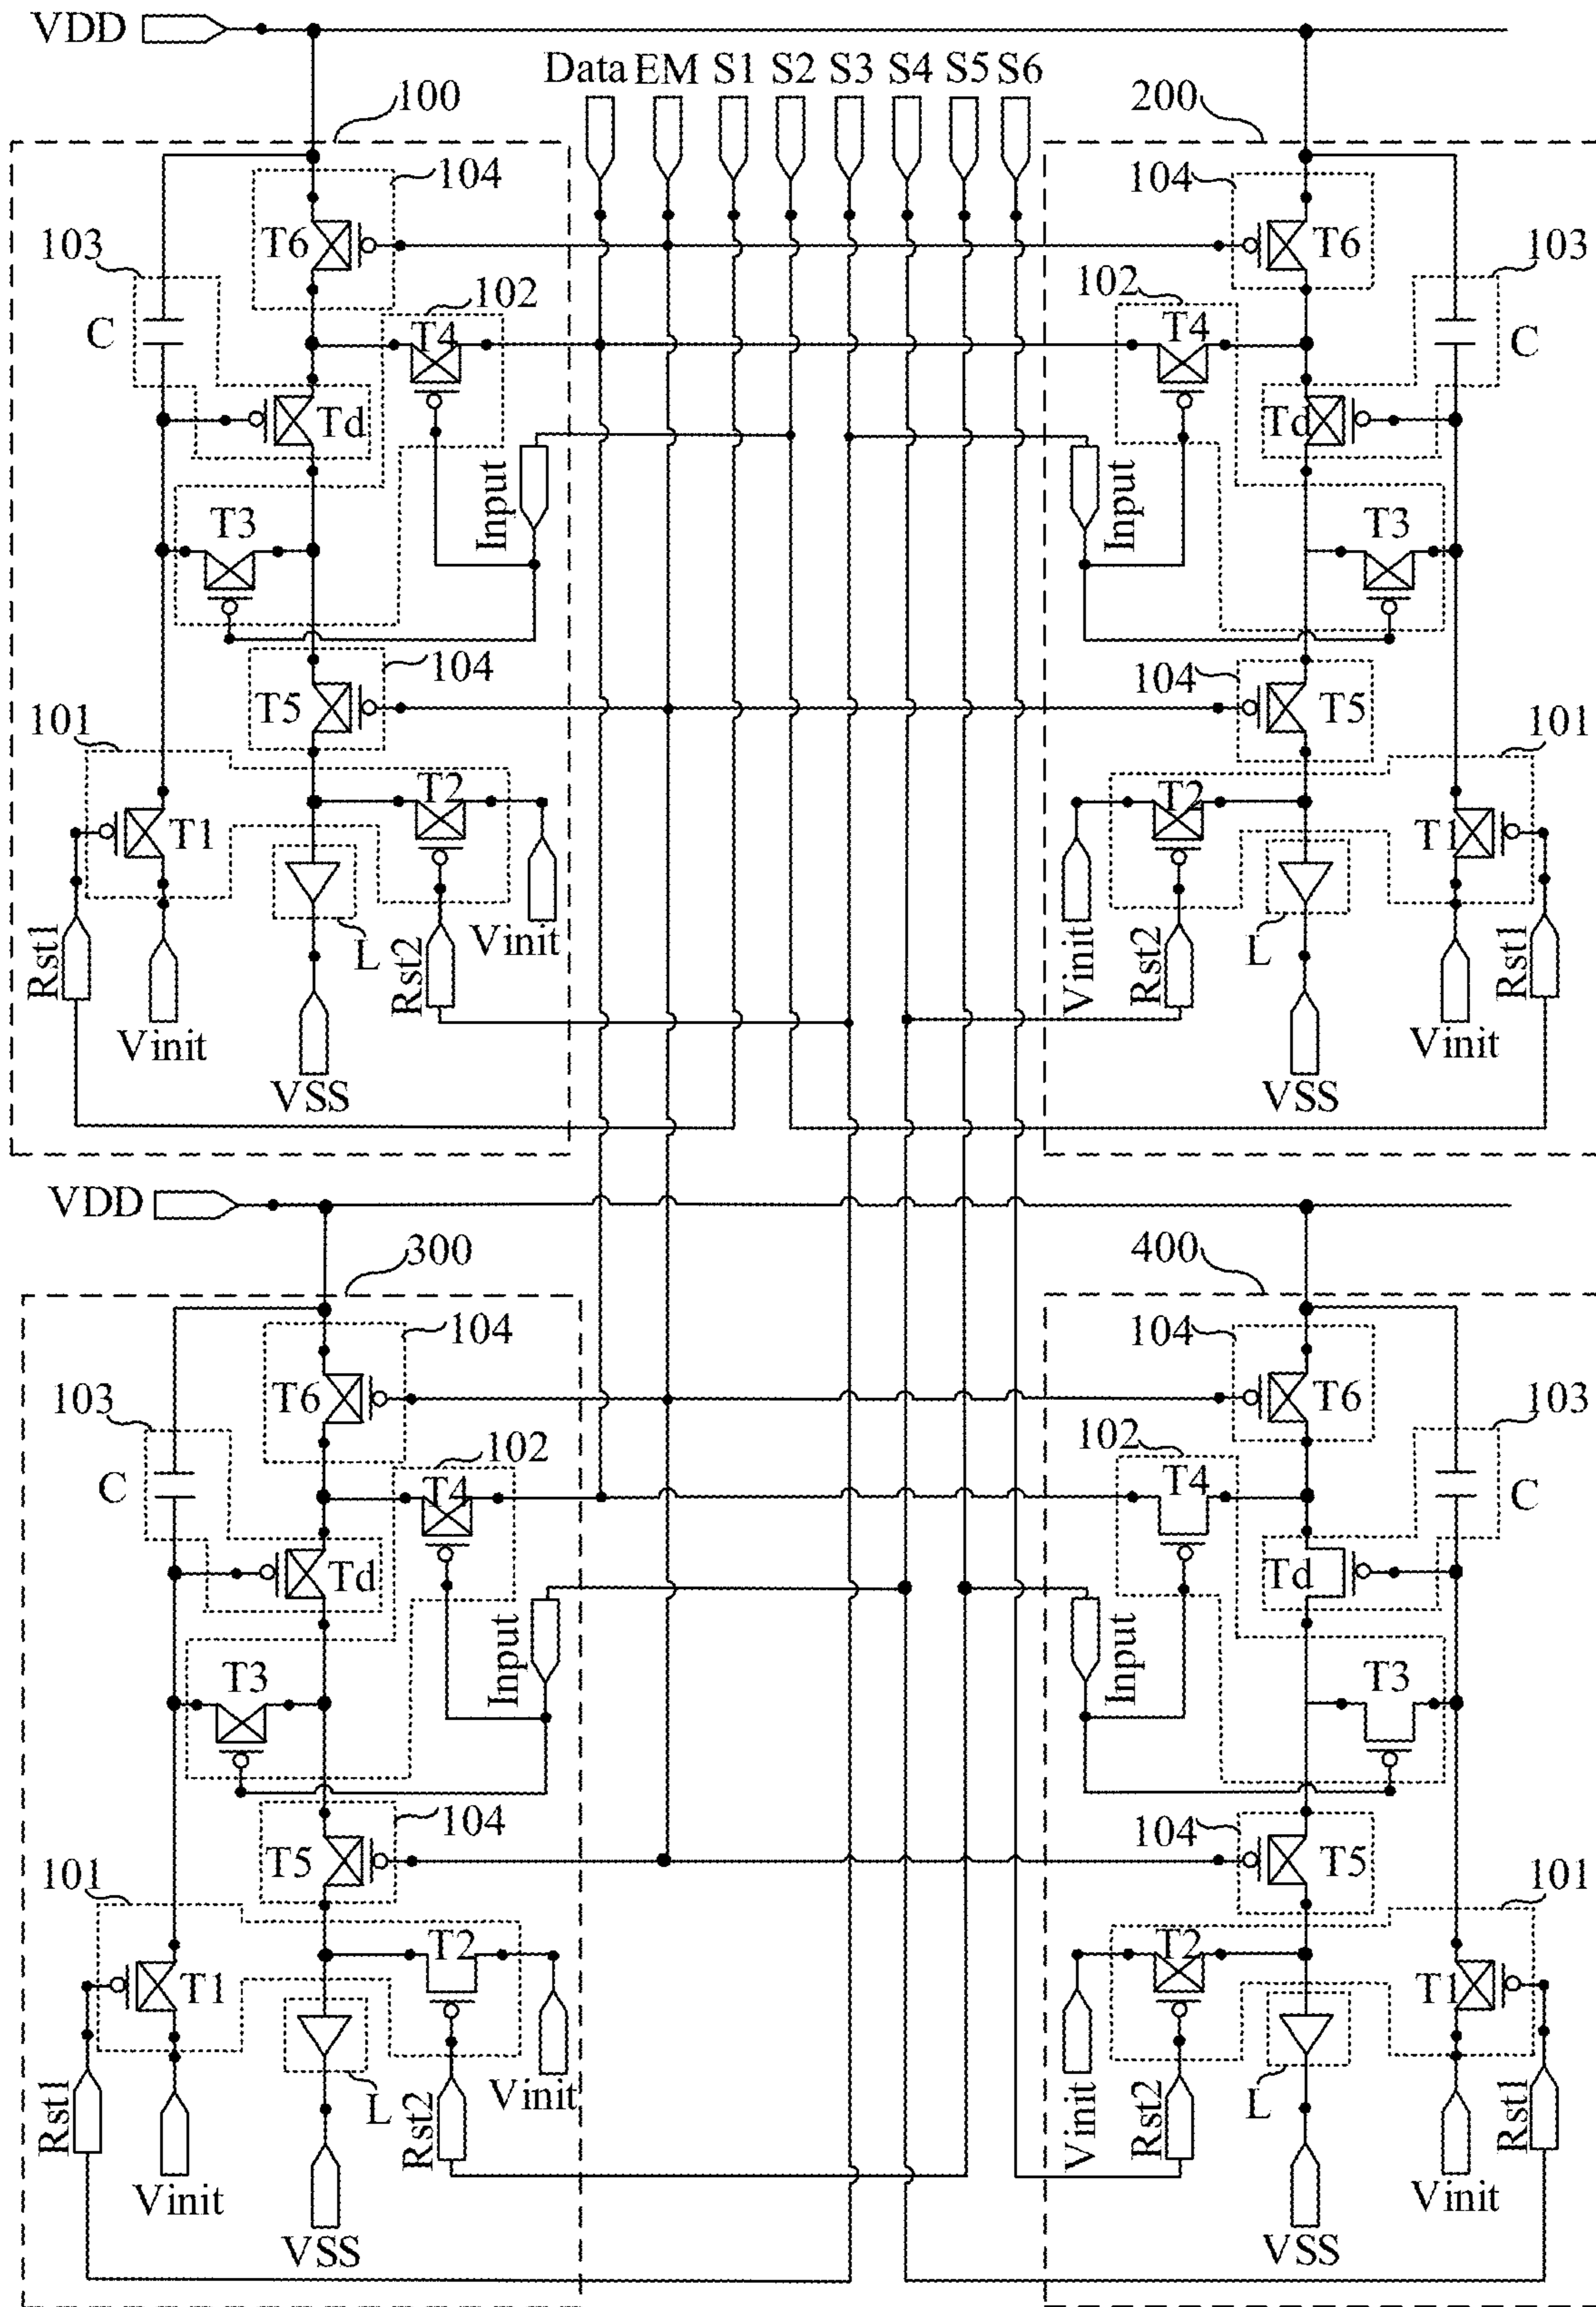 VDD
Data EM S1 S2 S3 S4 S5 S6
100 200
104 104
T6 T6
103 103
102 102
T4 T4
C C
Td Td
Input Input
T3 T3
104 104
T5 T5
101 101
T2 T2
T1 T1
Rst1 Vinit L Rst2 Vinit
Vinit Rst2 L Vinit Rst1
VSS VSS
VDD
300 400
104 104
T6 T6
103 103
102 102
T4 T4
C C
Td Td
Input Input
T3 T3
104 104
T5 T5
101 101
T2 T2
T1 T1
Rst1 Vinit L Rst2 Vinit
Vinit Rst2 L Vinit Rst1
VSS VSS